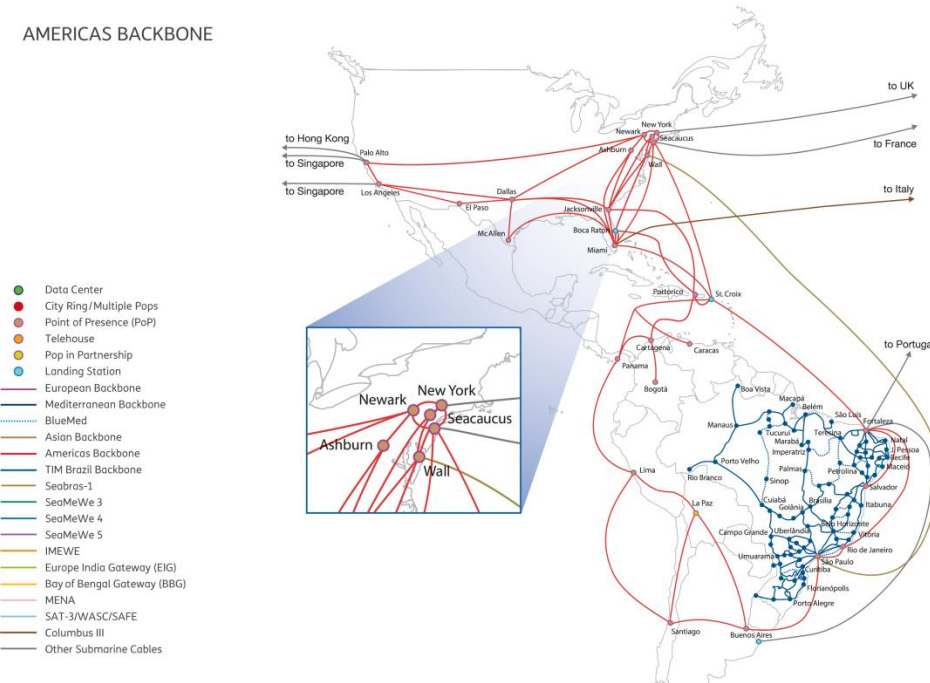 AMERICAS BACKBONE
to UK
to France
to Italy
to Hong Kong
to Singapore
to Singapore
Palo Alto
Los Angeles
El Paso
Dallas
McAllen
New York
Newark
Seacaucus
Ashburn
Wall
Jacksonville
Boca Raton
Miami
Portorico
St. Croix
Cartagena
Caracas
Panama
Bogotá
to Portugal
Data Center
City Ring/Multiple Pops
Point of Presence (PoP)
Telehouse
Pop in Partnership
Landing Station
European Backbone
Mediterranean Backbone
BlueMed
Asian Backbone
Americas Backbone
TIM Brazil Backbone
Seabras-1
SeaMeWe 3
SeaMeWe 4
SeaMeWe 5
IMEWE
Europe India Gateway (EIG)
Bay of Bengal Gateway (BBG)
MENA
SAT-3/WASC/SAFE
Columbus III
Other Submarine Cables
New York
Newark
Seacaucus
Ashburn
Wall
Boa Vista
Macapá
Belém
São Luis
Fortaleza
Manaus
Tucurui
Teresina
Marabá
Imperatriz
Natal
J. Pessoa
Recife
Maceió
Porto Velho
Palmas
Petrolina
Rio Branco
Sinop
Salvador
Lima
La Paz
Cuiabá
Goiânia
Brasília
Itabuna
Campo Grande
Uberlândia
Belo Horizonte
Vitória
Umuarama
Rio de Janeiro
São Paulo
Curitiba
Florianópolis
Porto Alegre
Santiago
Buenos Aires